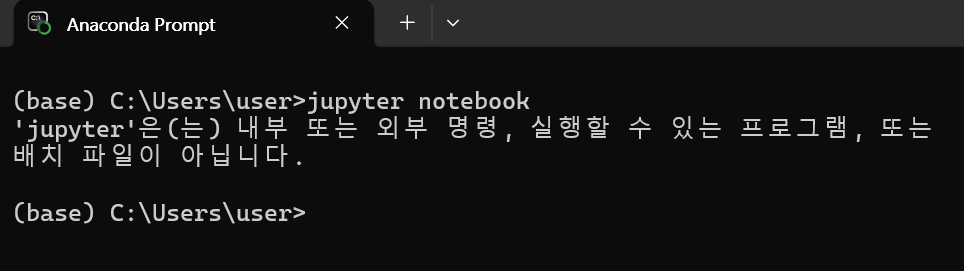 Anaconda Prompt
(base) C:\Users\user>jupyter notebook
'jupyter'은(는) 내부 또는 외부 명령, 실행할 수 있는 프로그램, 또는
배치 파일이 아닙니다.
(base) C:\Users\user>